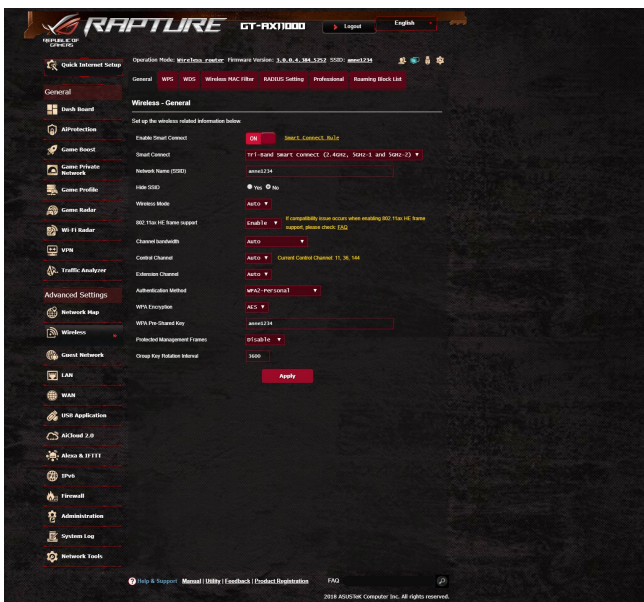 REPUBLIC OF
GAMERS
RAPTURE
GT-AX11000
Logout
English
Operation Mode: Wireless router Firmware Version: 3.0.0.4.384_5252 SSID: anne1234
Quick Internet Setup
General
Dash Board
AiProtection
Game Boost
Game Private
Network
Game Profile
Game Radar
Wi-Fi Radar
VPN
Traffic Analyzer
Advanced Settings
Network Map
Wireless
Guest Network
LAN
WAN
USB Application
AiCloud 2.0
Alexa & IFTTT
IPv6
Firewall
Administration
System Log
Network Tools
General WPS WDS Wireless MAC Filter RADIUS Setting Professional Roaming Block List
Wireless - General
Set up the wireless related information below.
Enable Smart Connect ON Smart Connect Rule
Smart Connect Tri-Band Smart Connect (2.4GHz, 5GHz-1 and 5GHz-2)
Network Name (SSID) anne1234
Hide SSID Yes No
Wireless Mode Auto
802.11ax HE frame support Enable If compatibility issue occurs when enabling 802.11ax HE frame
support, please check: FAQ
Channel bandwidth Auto
Control Channel Auto Current Control Channel: 11, 36, 144
Extension Channel Auto
Authentication Method WPA2-Personal
WPA Encryption AES
WPA Pre-Shared Key anne1234
Protected Management Frames Disable
Group Key Rotation Interval 3600
Apply
Help & Support Manual | Utility | Feedback | Product Registration FAQ
2018 ASUSTeK Computer Inc. All rights reserved.